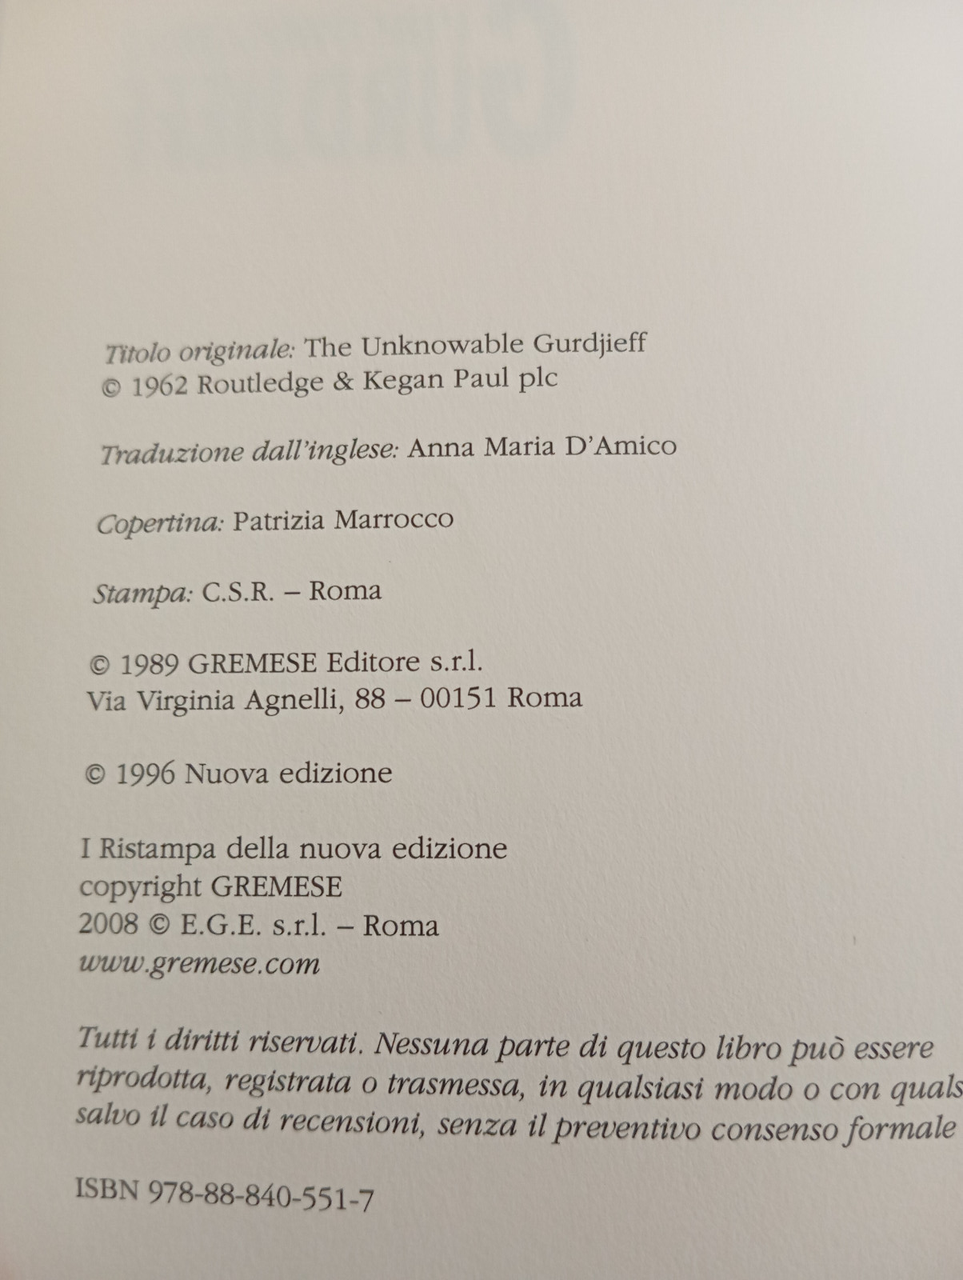 Titolo originale: The Unknowable Gurdjieff
© 1962 Routledge & Kegan Paul plc
Traduzione dall'inglese: Anna Maria D'Amico
Copertina: Patrizia Marrocco
Stampa: C.S.R. – Roma
© 1989 GREMESE Editore s.r.l.
Via Virginia Agnelli, 88 – 00151 Roma
© 1996 Nuova edizione
I Ristampa della nuova edizione
copyright GREMESE
2008 © E.G.E. s.r.l. – Roma
www.gremese.com
Tutti i diritti riservati. Nessuna parte di questo libro può essere
riprodotta, registrata o trasmessa, in qualsiasi modo o con quals
salvo il caso di recensioni, senza il preventivo consenso formale
ISBN 978-88-840-551-7